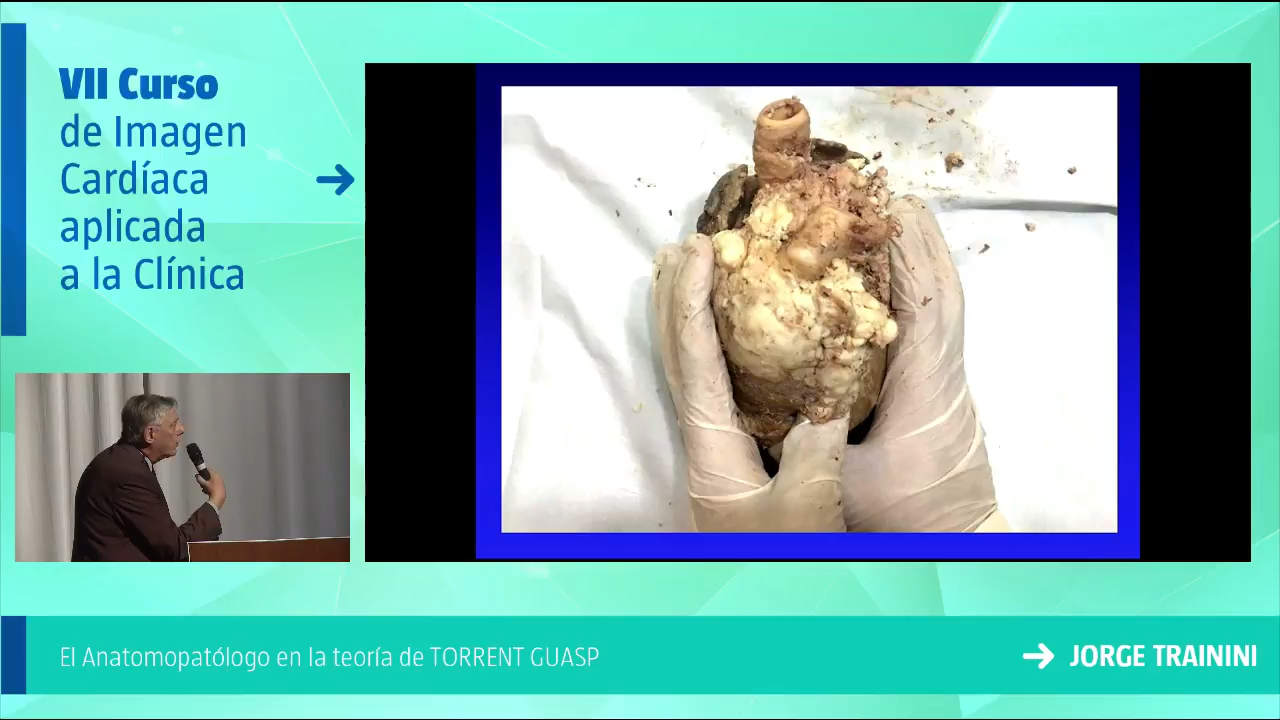 VII Curso
de Imagen
Cardíaca
aplicada
a la Clínica
El Anatomopatólogo en la teoría de TORRENT GUASP
JORGE TRAININI